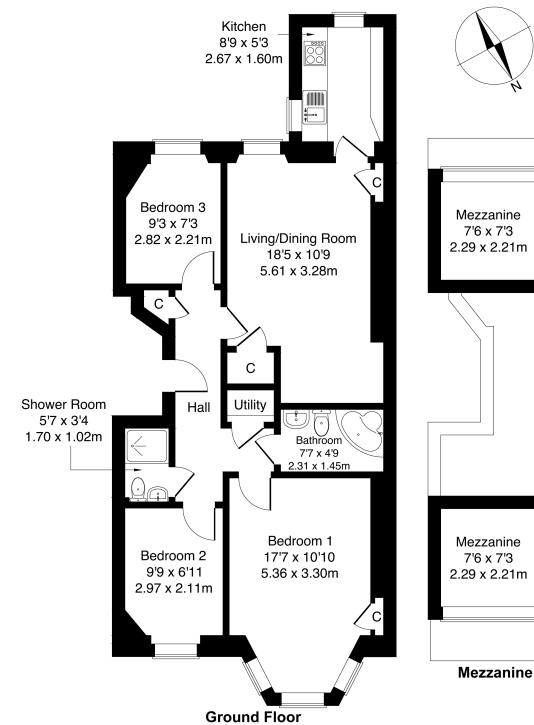 Kitchen
8'9 x 5'3
2.67 x 1.60m
N
C
Bedroom 3
9'3 x 7'3
2.82 x 2.21m
Living/Dining Room
18'5 x 10'9
5.61 x 3.28m
Mezzanine
7'6 x 7'3
2.29 x 2.21m
C
C
Hall
Utility
Shower Room
5'7 x 3'4
1.70 x 1.02m
Bathroom
7'7 x 4'9
2.31 x 1.45m
Bedroom 2
9'9 x 6'11
2.97 x 2.11m
Bedroom 1
17'7 x 10'10
5.36 x 3.30m
C
Mezzanine
7'6 x 7'3
2.29 x 2.21m
Mezzanine
Ground Floor